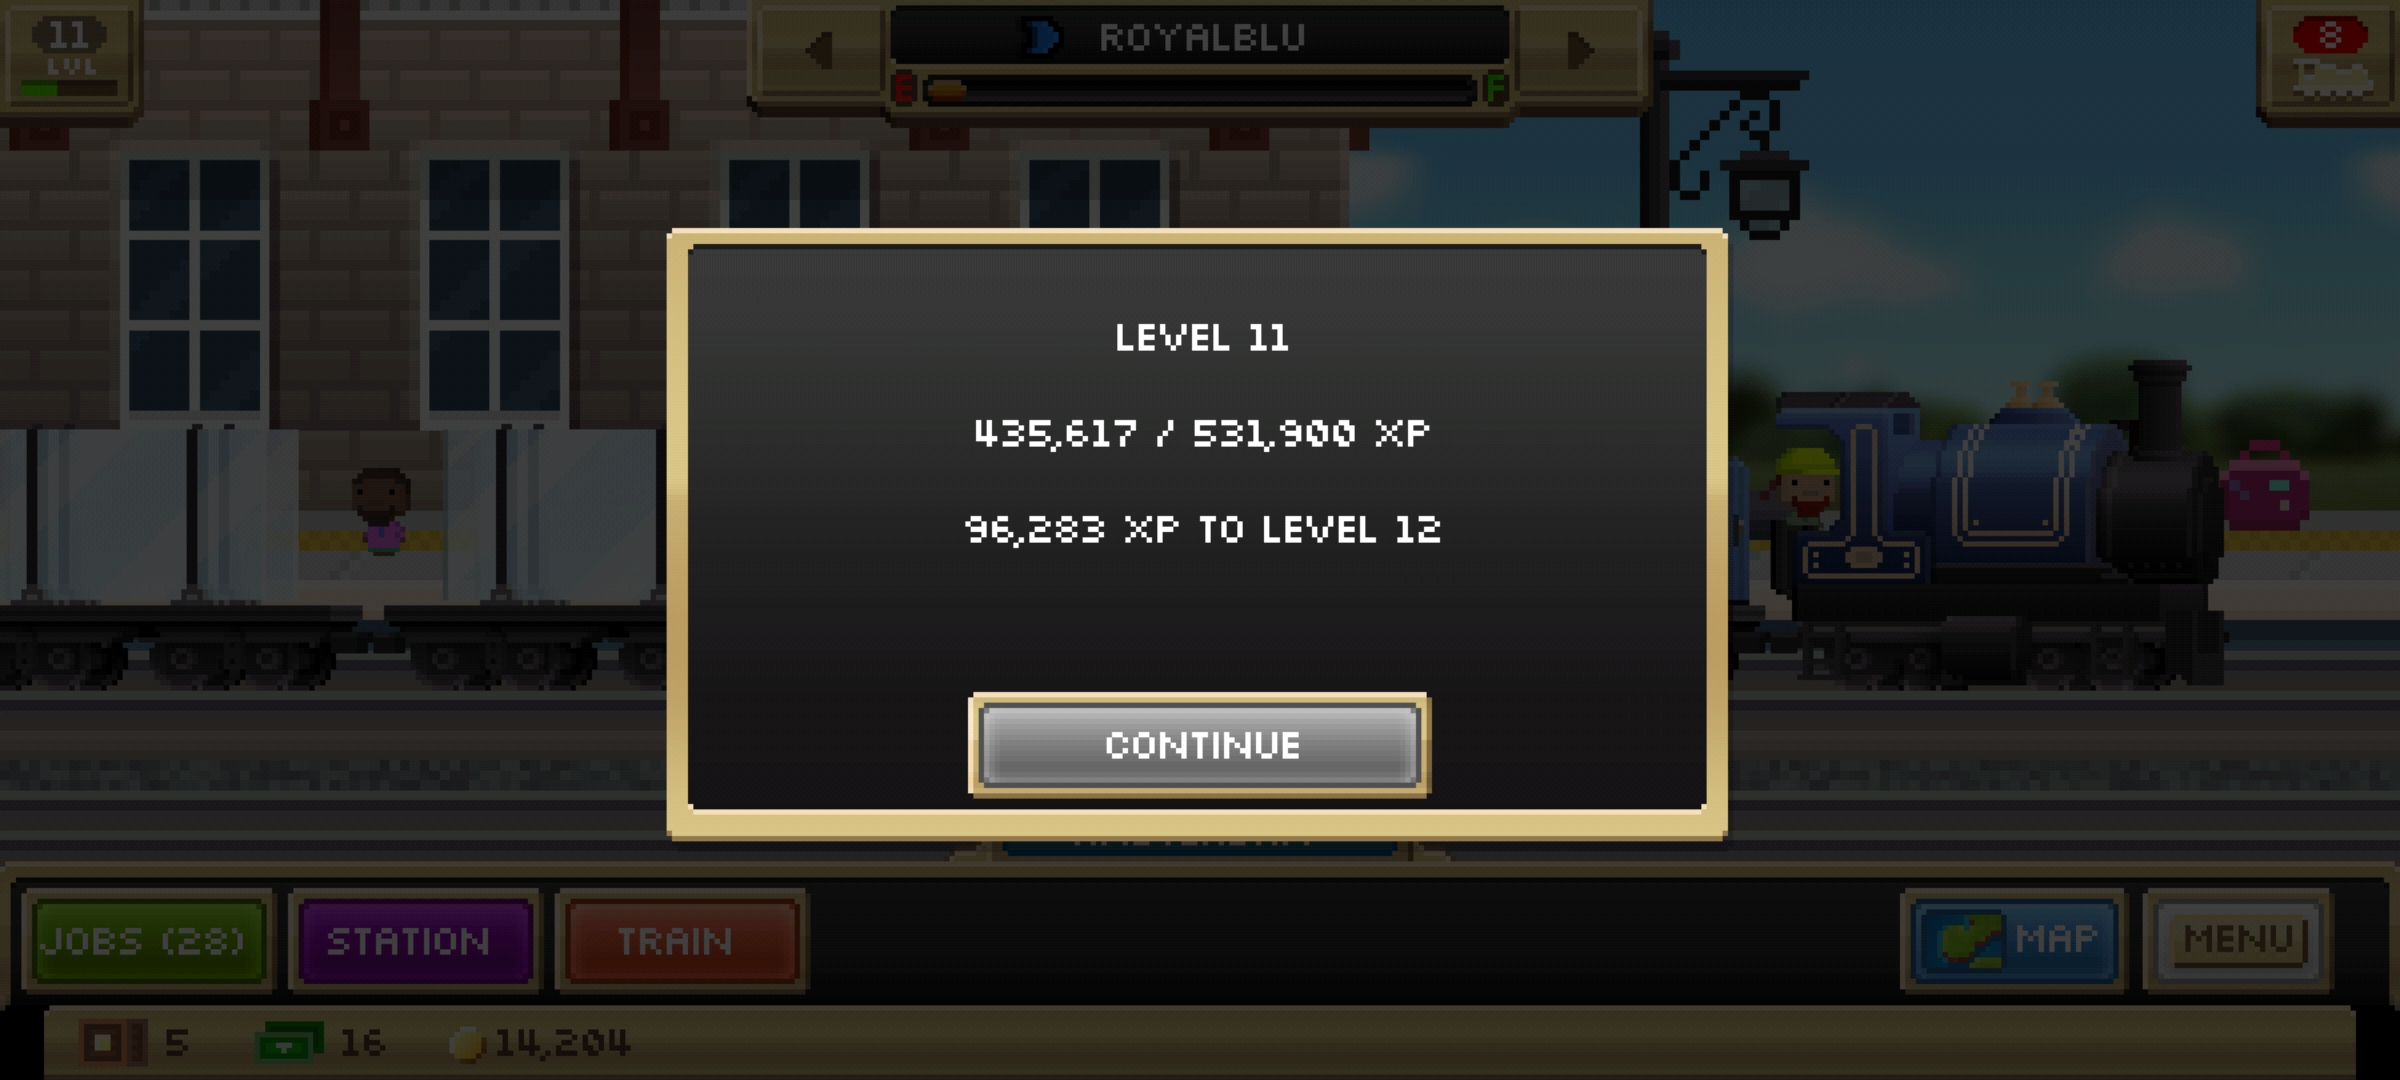 11
LVL
ROYALBLU
E
F
8
LEVEL 11
435,617 / 531,900 XP
96,283 XP TO LEVEL 12
CONTINUE
JOBS (28)
STATION
TRAIN
MAP
MENU
5
16
14,204